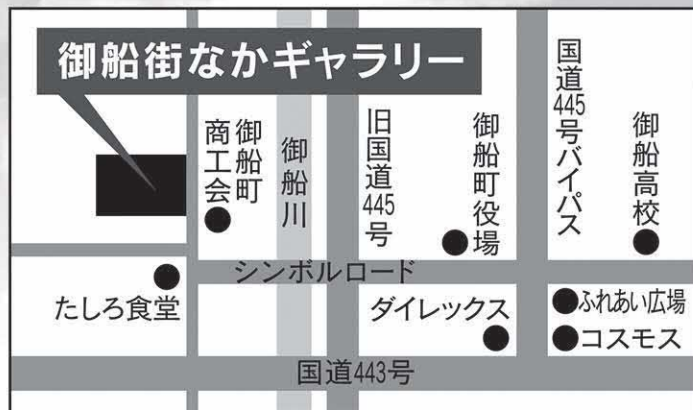 御船街なかギャラリー
御船町
商工会
御船川
旧国道445号
御船町役場
国道445号バイパス
御船高校
シンボルロード
たしろ食堂
ダイレックス
ふれあい広場
コスモス
国道443号